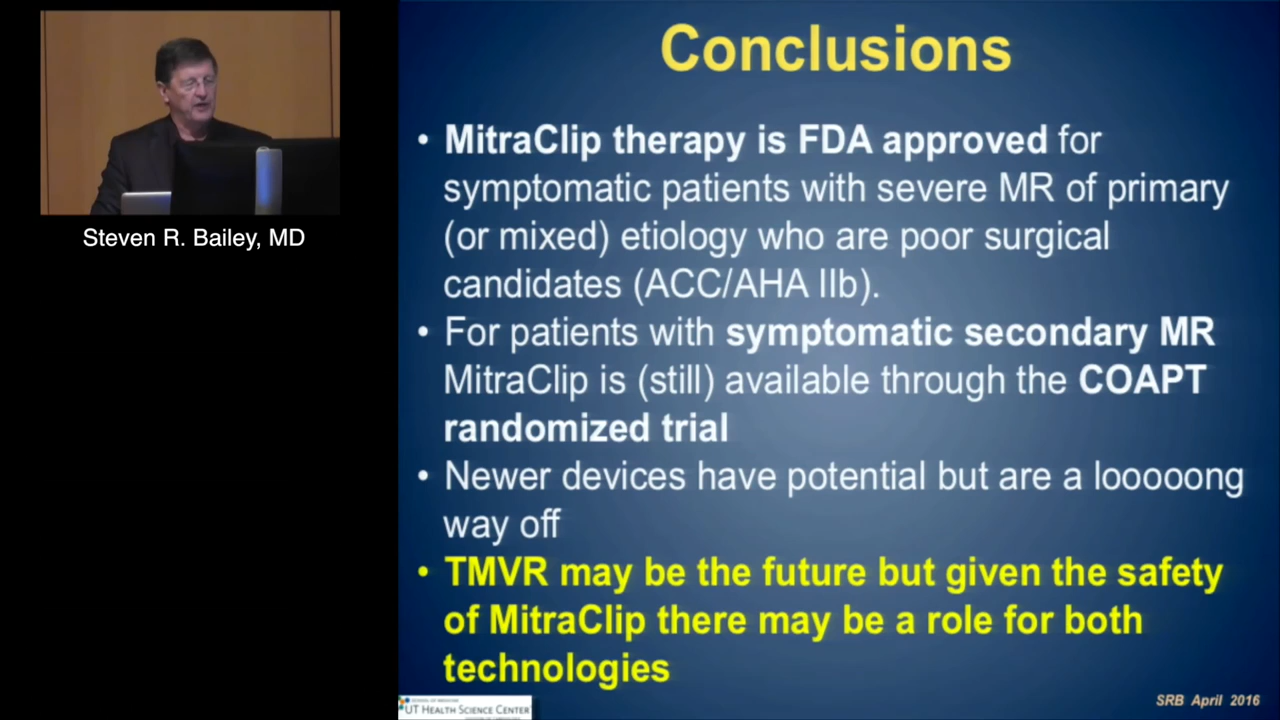 Steven R. Bailey, MD
Conclusions
• MitraClip therapy is FDA approved for
symptomatic patients with severe MR of primary
(or mixed) etiology who are poor surgical
candidates (ACC/AHA IIb).
• For patients with symptomatic secondary MR
MitraClip is (still) available through the COAPT
randomized trial
• Newer devices have potential but are a looooong
way off
• TMVR may be the future but given the safety
of MitraClip there may be a role for both
technologies
UT HEALTH SCIENCE CENTER
SRB April 2016